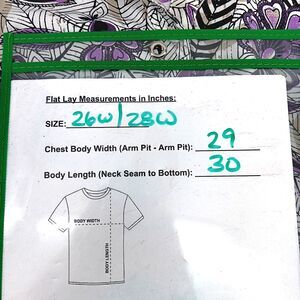 Flat Lay Measurements in Inches:
SIZE: 26W/28W
Chest Body Width (Arm Pit - Arm Pit): 29
Body Length (Neck Seam to Bottom): 30
BODY WIDTH
BODY LENGTH